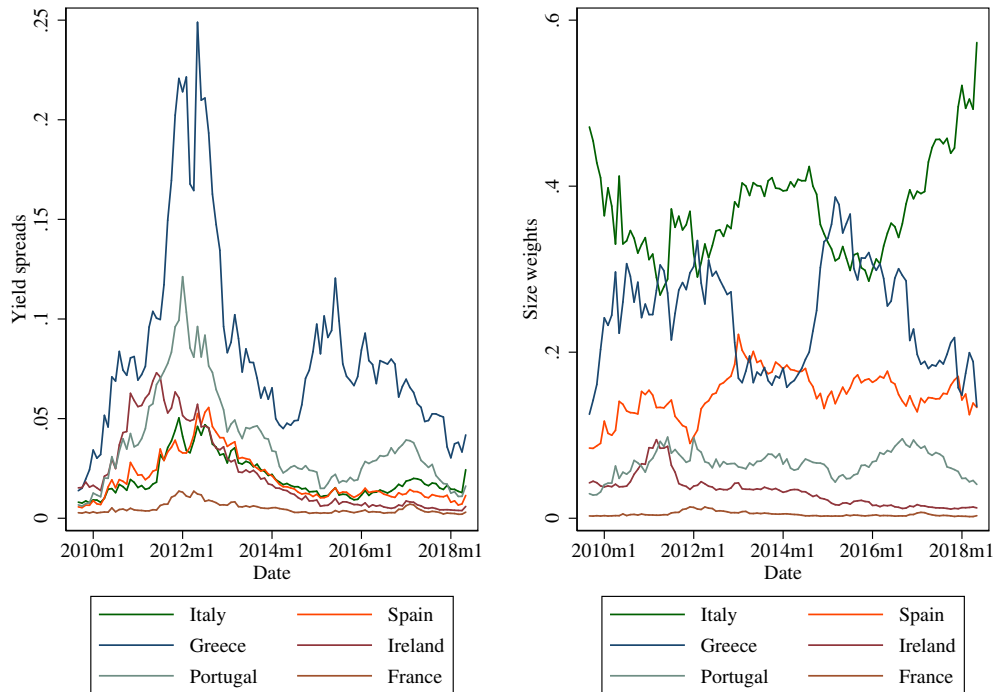 Yield spreads
.25
.2
.15
.1
.05
0
2010m1 2012m1 2014m1 2016m1 2018m1
Date
Italy Spain
Greece Ireland
Portugal France
Size weights
.6
.4
.2
0
2010m1 2012m1 2014m1 2016m1 2018m1
Date
Italy Spain
Greece Ireland
Portugal France